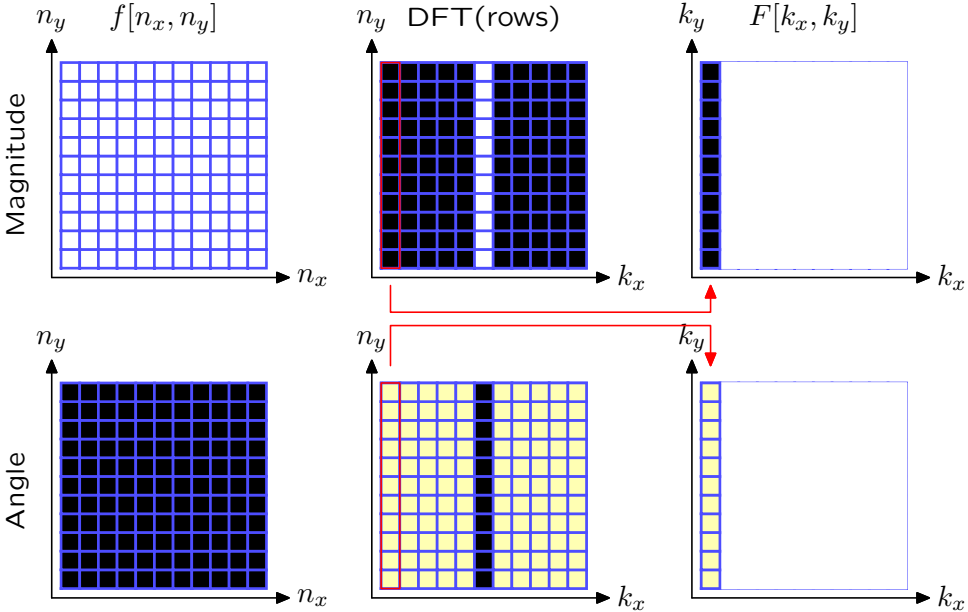 n_y f[n_x, n_y]
n_y DFT(rows)
k_y F[k_x, k_y]
Magnitude
n_x
k_x
k_x
n_y
n_y
k_y
Angle
n_x
k_x
k_x